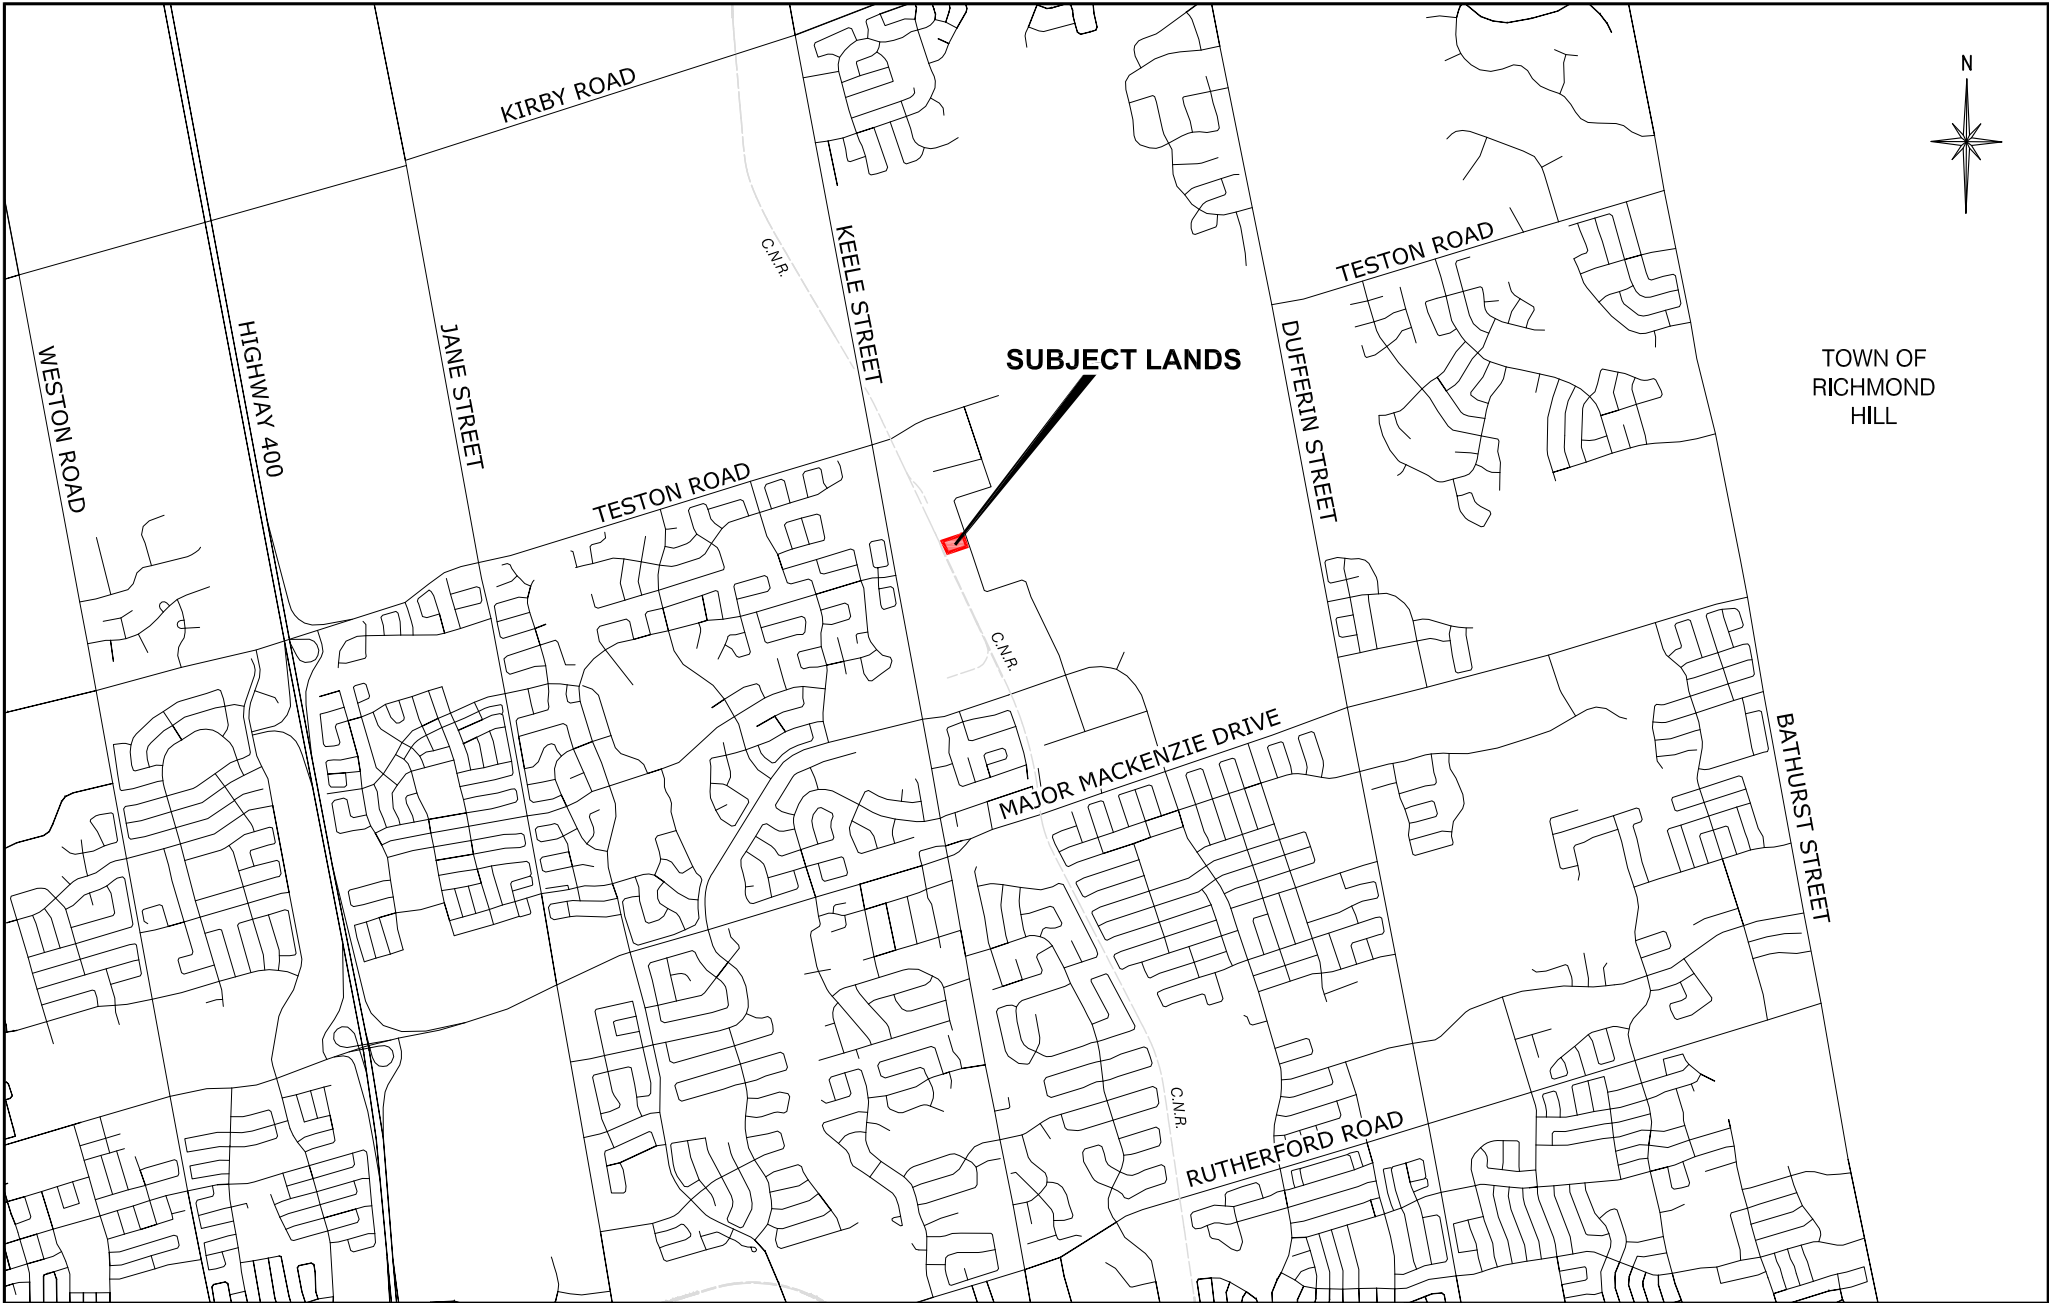 N
KIRBY ROAD
TESTON ROAD
C.N.R.
KEELE STREET
SUBJECT LANDS
DUFFERIN STREET
WESTON ROAD
HIGHWAY 400
JANE STREET
TOWN OF
RICHMOND
HILL
TESTON ROAD
C.N.R.
MAJOR MACKENZIE DRIVE
BATHURST STREET
C.N.R.
RUTHERFORD ROAD